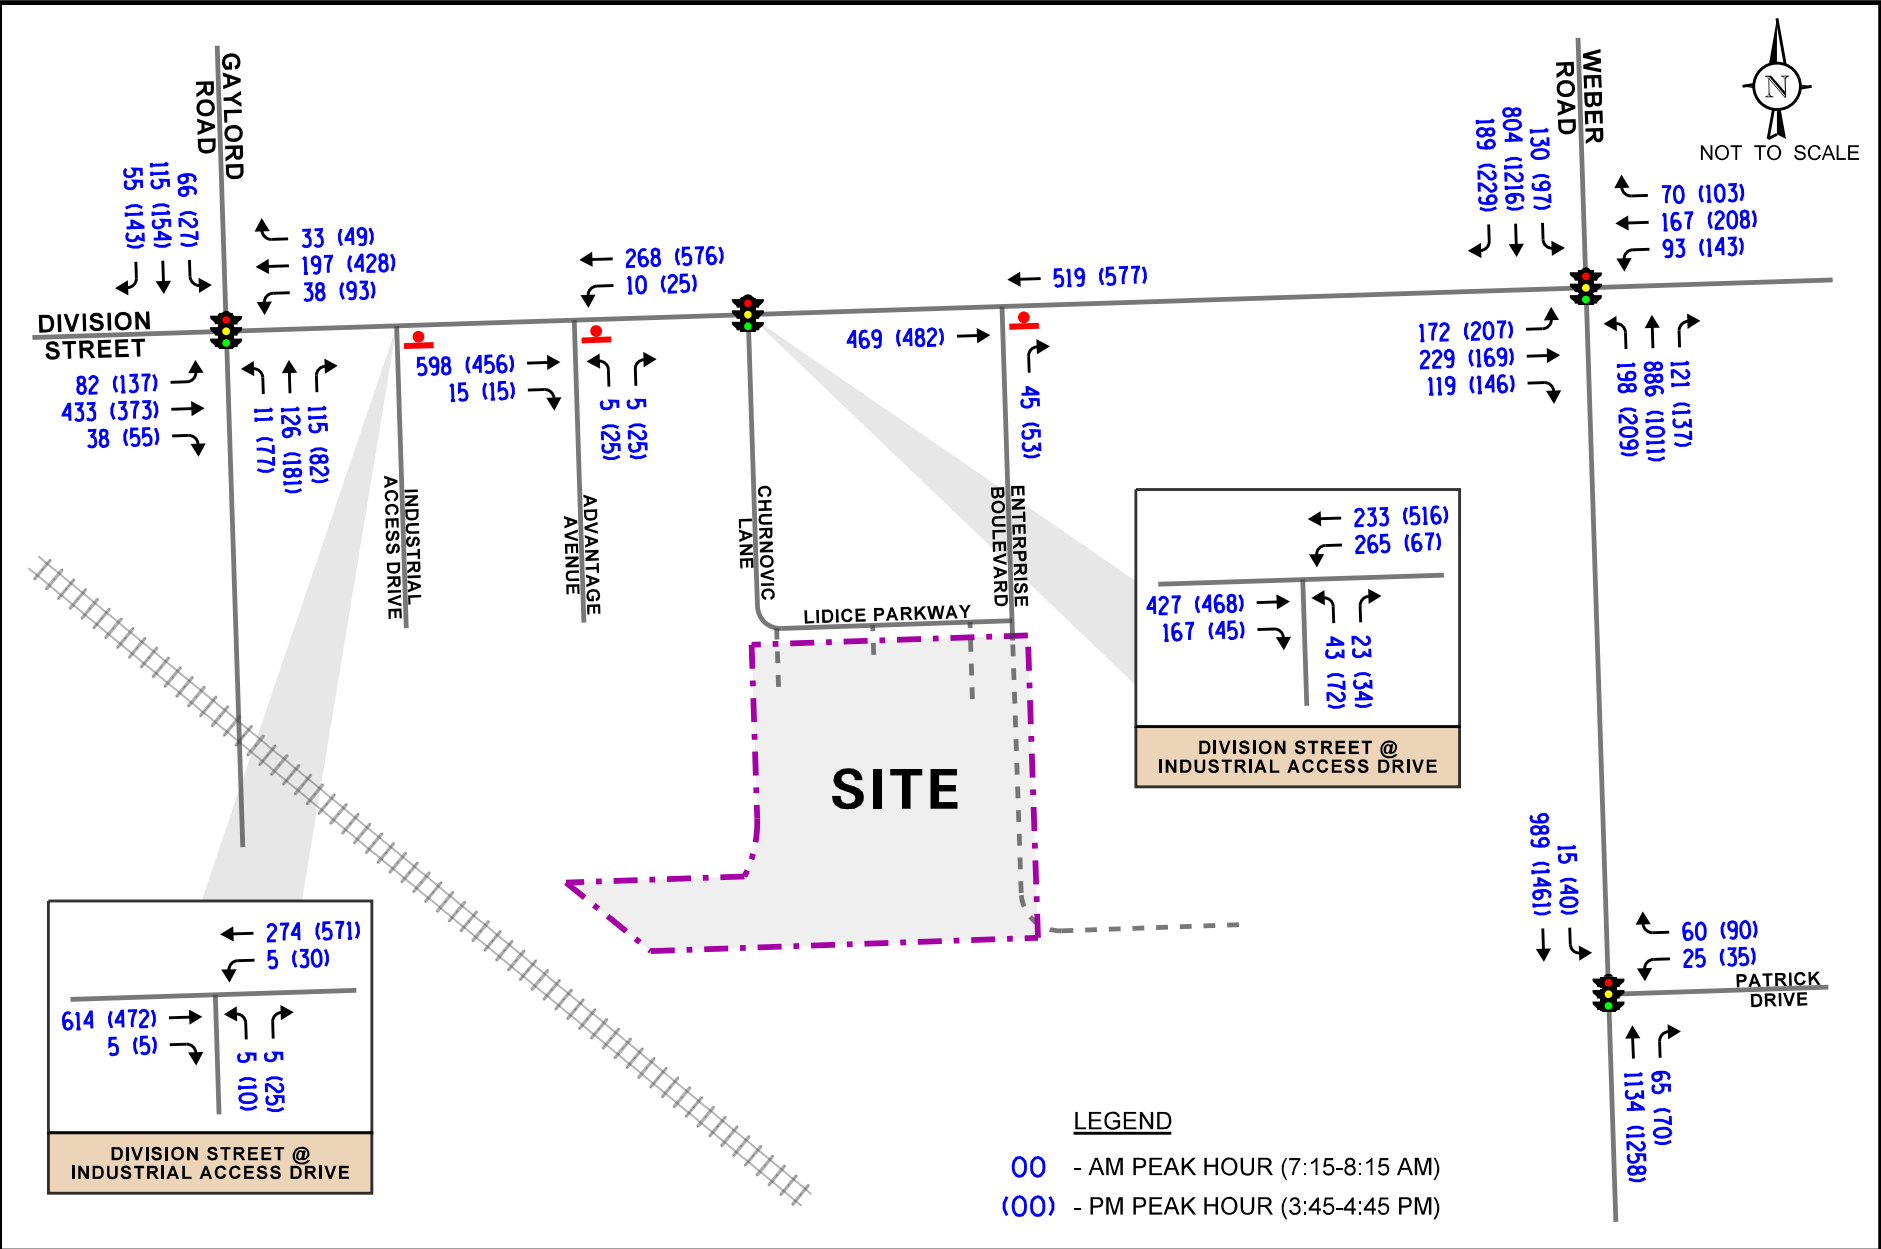 GAYLORD
ROAD
WEBER
ROAD
N
NOT TO SCALE
66 (27)
115 (154)
55 (143)
33 (49)
197 (428)
38 (93)
268 (576)
10 (25)
519 (577)
130 (97)
804 (1216)
189 (229)
70 (103)
167 (208)
93 (143)
DIVISION
STREET
82 (137)
433 (373)
38 (55)
11 (77)
126 (181)
115 (82)
598 (456)
15 (15)
5 (25)
5 (25)
469 (482)
45 (53)
172 (207)
229 (169)
119 (146)
198 (209)
886 (1011)
121 (137)
INDUSTRIAL
ACCESS DRIVE
ADVANTAGE
AVENUE
CHURNOVIC
LANE
ENTERPRISE
BOULEVARD
LIDICE PARKWAY
233 (516)
265 (67)
427 (468)
167 (45)
43 (72)
23 (34)
DIVISION STREET @
INDUSTRIAL ACCESS DRIVE
SITE
15 (40)
989 (1461)
60 (90)
25 (35)
PATRICK
DRIVE
1134 (1258)
65 (70)
274 (571)
5 (30)
614 (472)
5 (5)
5 (10)
5 (25)
DIVISION STREET @
INDUSTRIAL ACCESS DRIVE
LEGEND
00 - AM PEAK HOUR (7:15-8:15 AM)
(00) - PM PEAK HOUR (3:45-4:45 PM)